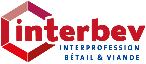 interbev
INTERPROFESSION
BÉTAIL & VIANDE